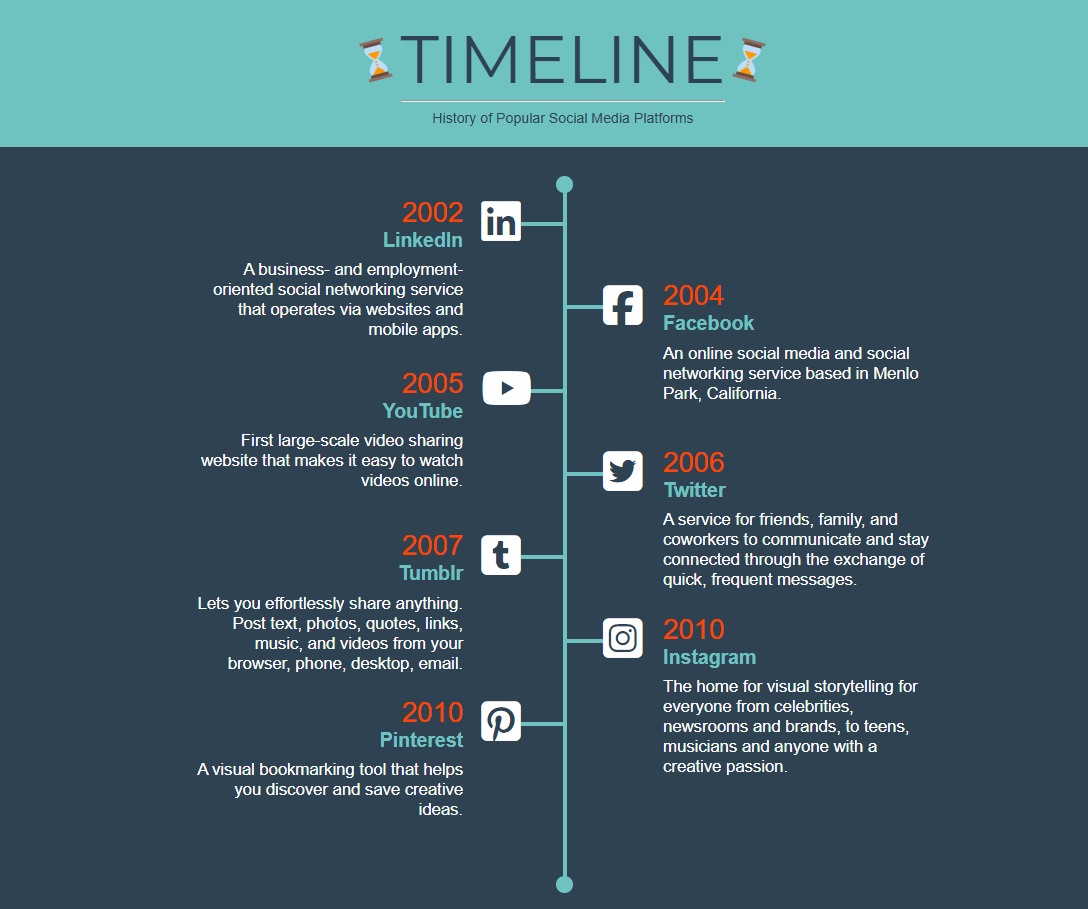 TIMELINE
History of Popular Social Media Platforms
2002
LinkedIn
A business- and employment-
oriented social networking service
that operates via websites and
mobile apps.
2004
Facebook
An online social media and social
networking service based in Menlo
Park, California.
2005
YouTube
First large-scale video sharing
website that makes it easy to watch
videos online.
2006
Twitter
A service for friends, family, and
coworkers to communicate and stay
connected through the exchange of
quick, frequent messages.
2007
Tumblr
Lets you effortlessly share anything.
Post text, photos, quotes, links,
music, and videos from your
browser, phone, desktop, email.
2010
Instagram
The home for visual storytelling for
everyone from celebrities,
newsrooms and brands, to teens,
musicians and anyone with a
creative passion.
2010
Pinterest
A visual bookmarking tool that helps
you discover and save creative
ideas.